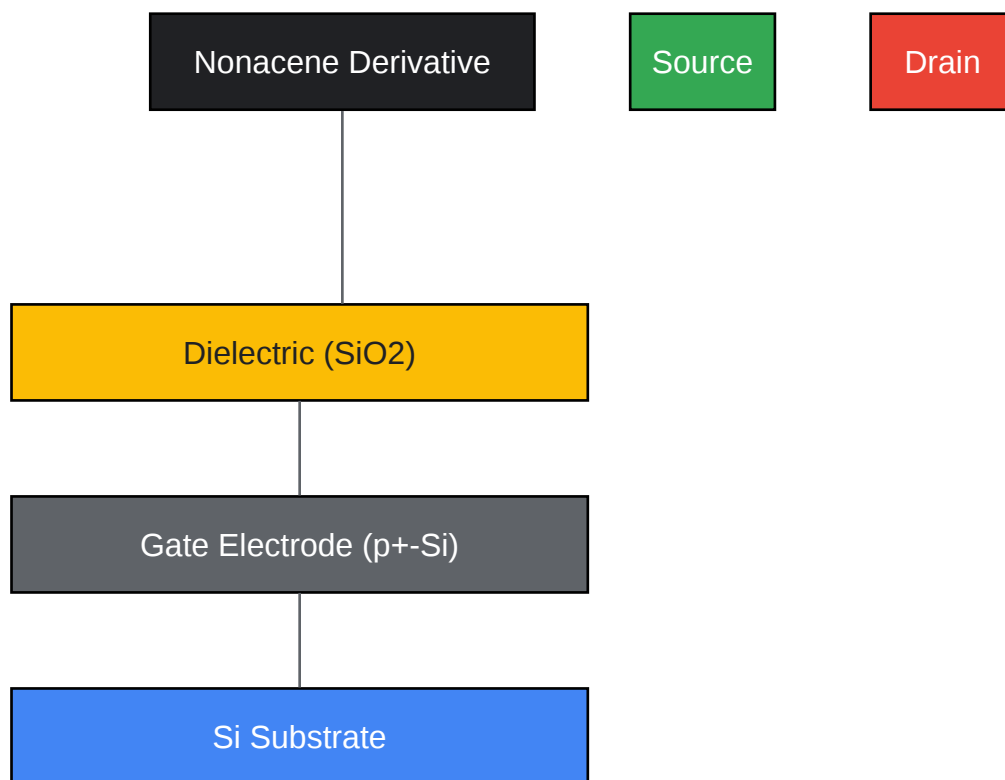 Nonacene Derivative
Source
Drain
Dielectric (SiO2)
Gate Electrode (p+-Si)
Si Substrate